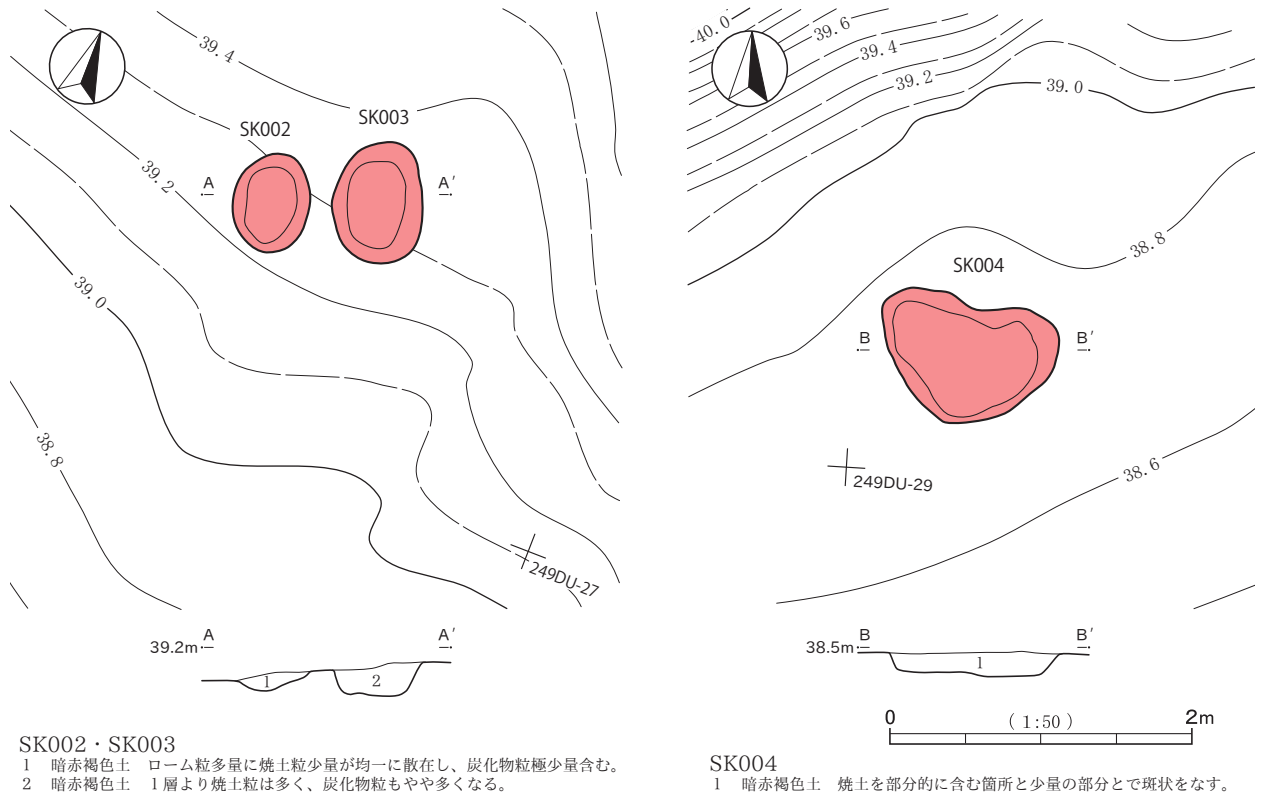 39.4
SK002
SK003
A
A′
39.2
39.0
38.8
249DU-27
39.2m
A
A′
1
2
SK002・SK003
1 暗赤褐色土 ローム粒多量に焼土粒少量が均一に散在し、炭化物粒極少量含む。
2 暗赤褐色土 1層より焼土粒は多く、炭化物粒もやや多くなる。
-40.0
39.6
39.4
39.2
39.0
38.8
SK004
B
B′
249DU-29
38.6
38.5m
B
B′
1
0 (1:50) 2m
SK004
1 暗赤褐色土 焼土を部分的に含む箇所と少量の部分とで斑状をなす。